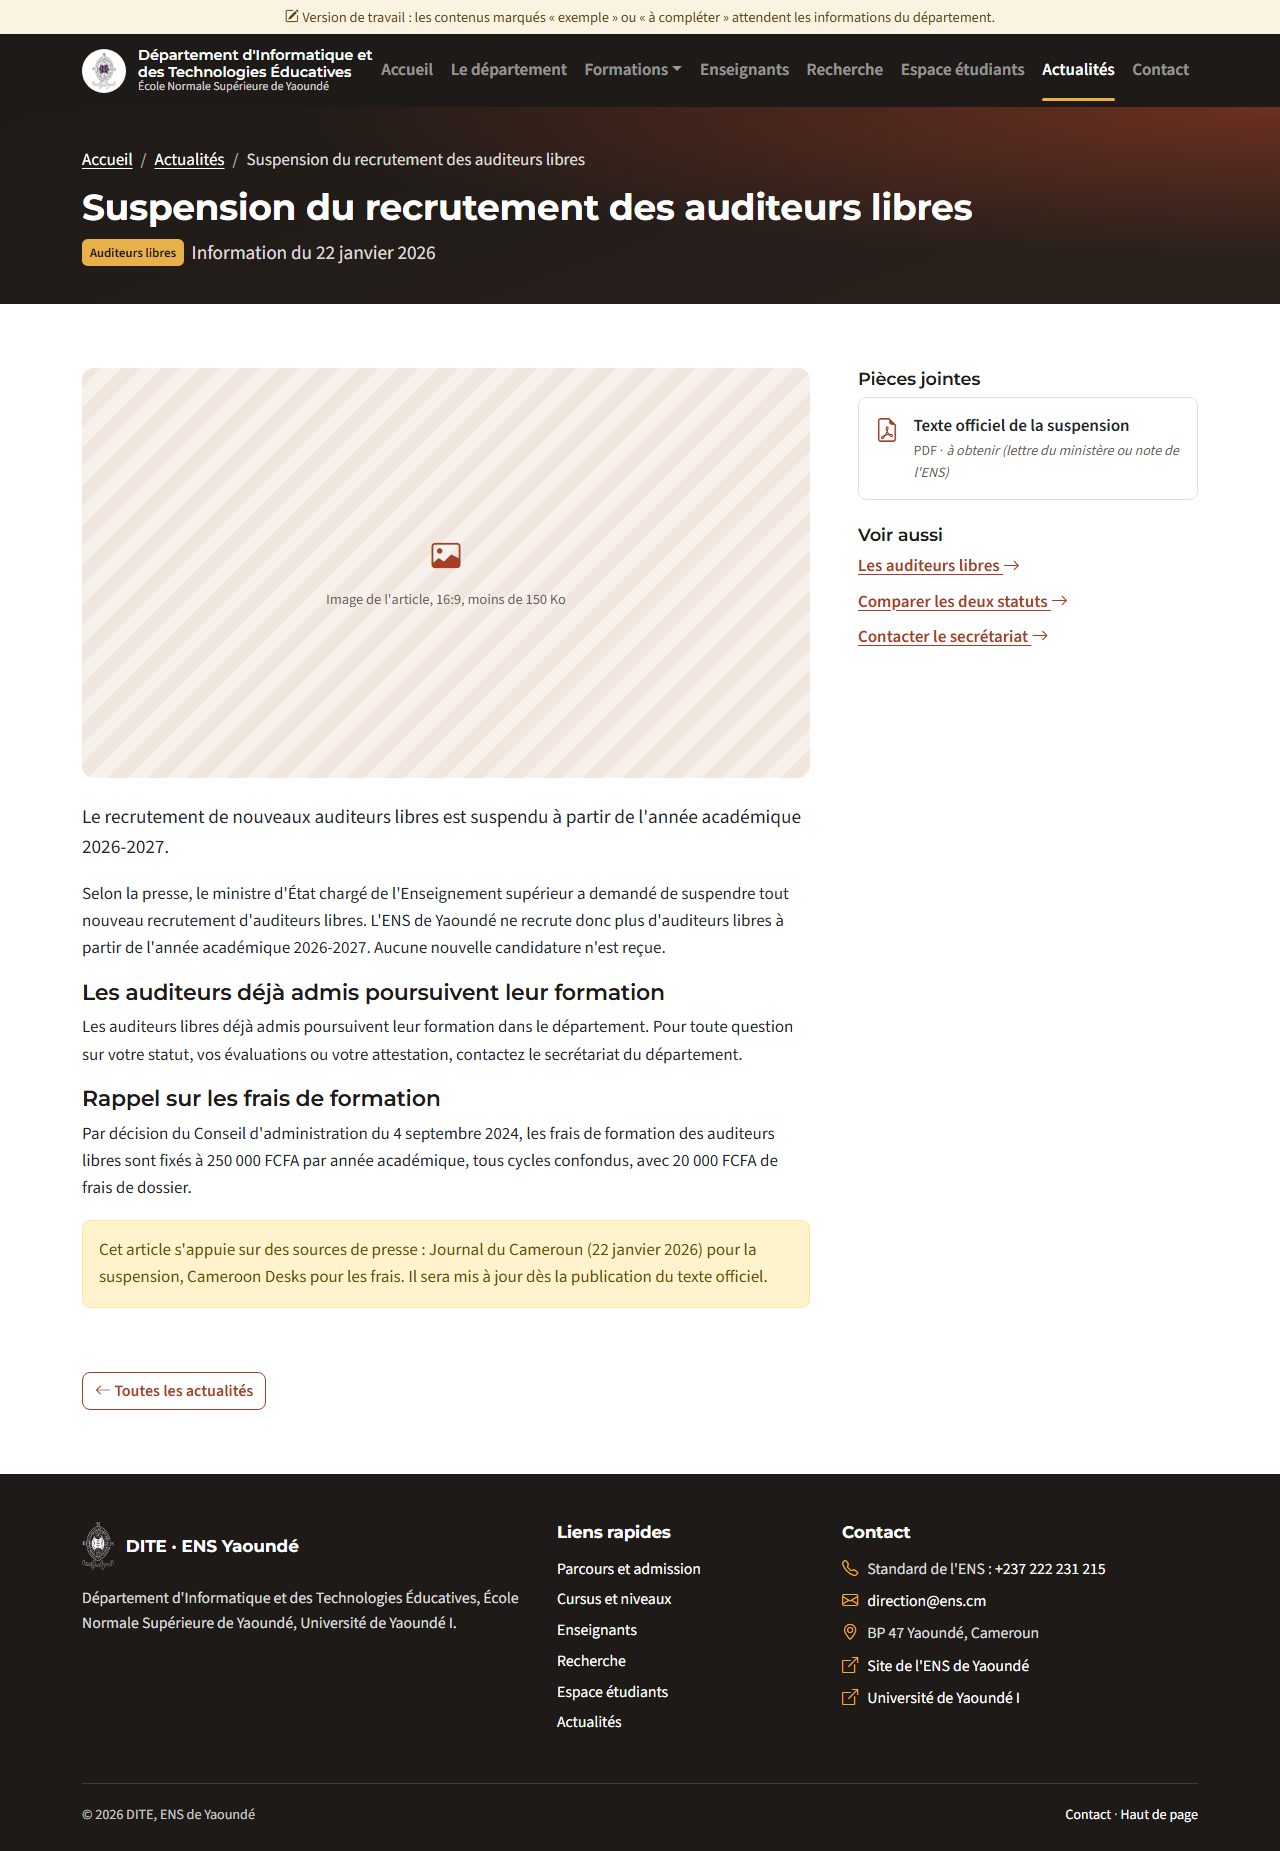 Version de travail : les contenus marqués « exemple » ou « à compléter » attendent les informations du département.
Département d'Informatique et
des Technologies Éducatives
École Normale Supérieure de Yaoundé
Accueil Le département Formations Enseignants Recherche Espace étudiants Actualités Contact
Accueil / Actualités / Suspension du recrutement des auditeurs libres
Suspension du recrutement des auditeurs libres
Auditeurs libres Information du 22 janvier 2026
Image de l'article, 16:9, moins de 150 Ko
Le recrutement de nouveaux auditeurs libres est suspendu à partir de l'année académique
2026-2027.
Selon la presse, le ministre d'État chargé de l'Enseignement supérieur a demandé de suspendre tout
nouveau recrutement d'auditeurs libres. L'ENS de Yaoundé ne recrute donc plus d'auditeurs libres à
partir de l'année académique 2026-2027. Aucune nouvelle candidature n'est reçue.
Les auditeurs déjà admis poursuivent leur formation
Les auditeurs libres déjà admis poursuivent leur formation dans le département. Pour toute question
sur votre statut, vos évaluations ou votre attestation, contactez le secrétariat du département.
Rappel sur les frais de formation
Par décision du Conseil d'administration du 4 septembre 2024, les frais de formation des auditeurs
libres sont fixés à 250 000 FCFA par année académique, tous cycles confondus, avec 20 000 FCFA de
frais de dossier.
Cet article s'appuie sur des sources de presse : Journal du Cameroun (22 janvier 2026) pour la
suspension, Cameroon Desks pour les frais. Il sera mis à jour dès la publication du texte officiel.
Toutes les actualités
Pièces jointes
Texte officiel de la suspension
PDF · à obtenir (lettre du ministère ou note de
l'ENS)
Voir aussi
Les auditeurs libres
Comparer les deux statuts
Contacter le secrétariat
DITE · ENS Yaoundé
Département d'Informatique et des Technologies Éducatives, École
Normale Supérieure de Yaoundé, Université de Yaoundé I.
Liens rapides
Parcours et admission
Cursus et niveaux
Enseignants
Recherche
Espace étudiants
Actualités
Contact
Standard de l'ENS : +237 222 231 215
direction@ens.cm
BP 47 Yaoundé, Cameroun
Site de l'ENS de Yaoundé
Université de Yaoundé I
© 2026 DITE, ENS de Yaoundé
Contact · Haut de page